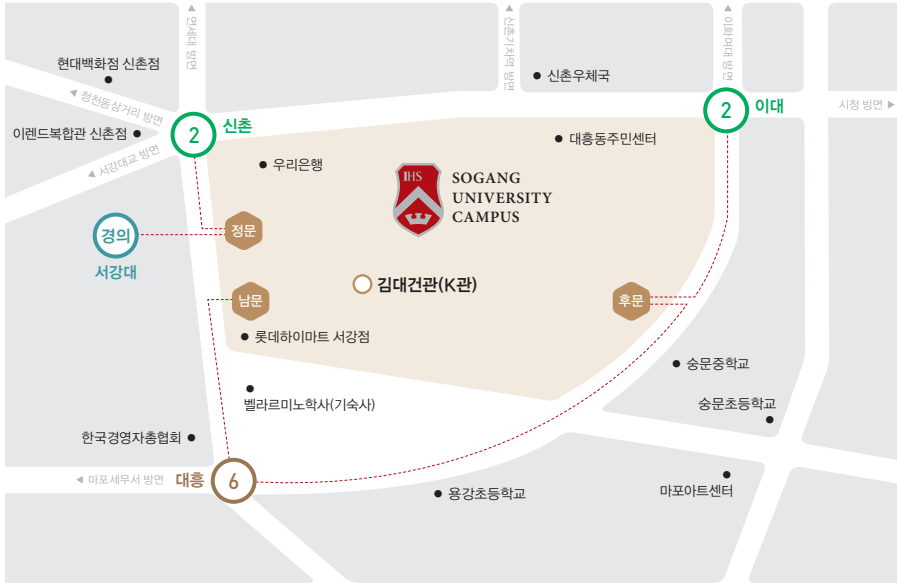 ◀ 연세대 방면
◀ 신촌기차역 방면
◀ 이화여대 방면
현대백화점 신촌점
신촌우체국
◀ 창천동삼거리 방면
2 신촌
2 이대
시청 방면 ▶
이랜드복합관 신촌점
대흥동주민센터
◀ 서강대교 방면
우리은행
IHS
SOGANG
UNIVERSITY
CAMPUS
경의
서강대
정문
김대건관(K관)
남문
후문
롯데하이마트 서강점
숭문중학교
벨라르미노학사(기숙사)
숭문초등학교
한국경영자총협회
◀ 마포세무서 방면
대흥 6
용강초등학교
마포아트센터